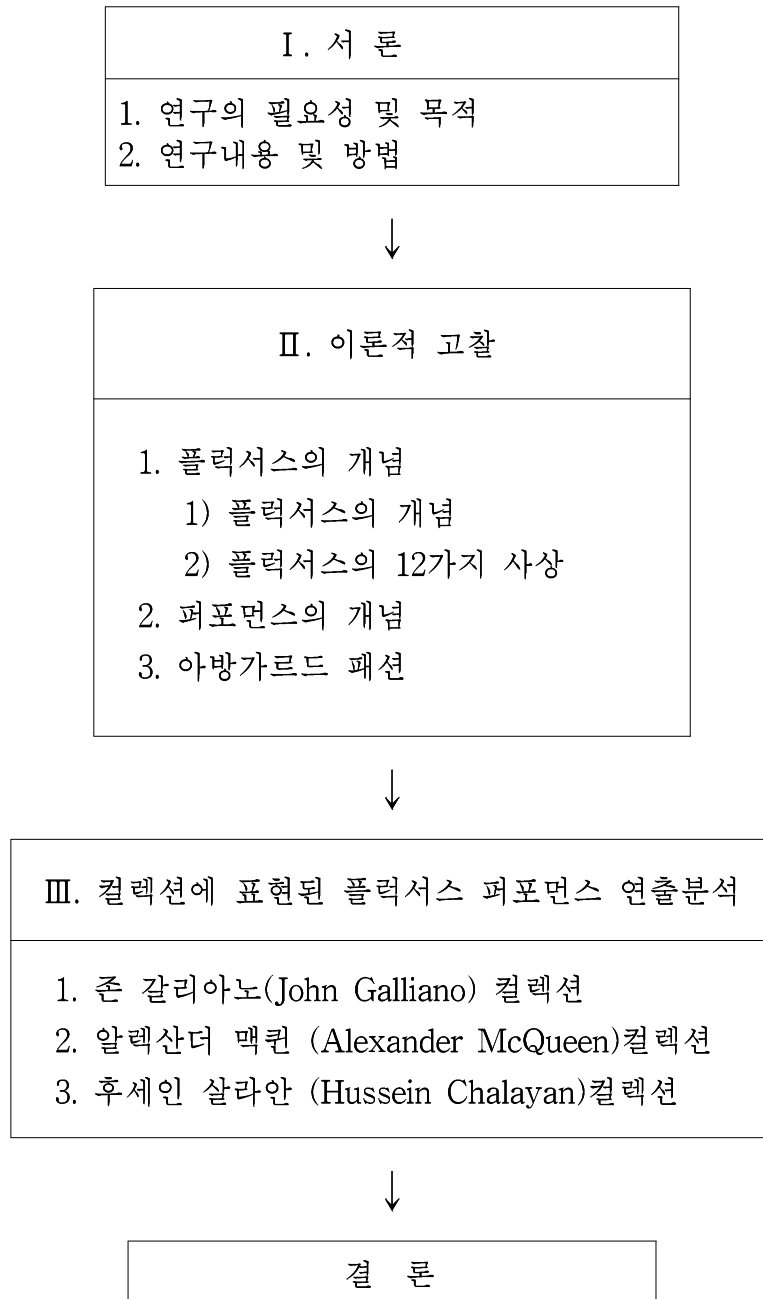 Ⅰ. 서 론
1. 연구의 필요성 및 목적
2. 연구내용 및 방법
↓
Ⅱ. 이론적 고찰
1. 플럭서스의 개념
1) 플럭서스의 개념
2) 플럭서스의 12가지 사상
2. 퍼포먼스의 개념
3. 아방가르드 패션
↓
Ⅲ. 컬렉션에 표현된 플럭서스 퍼포먼스 연출분석
1. 존 갈리아노(John Galliano) 컬렉션
2. 알렉산더 맥퀸 (Alexander McQueen)컬렉션
3. 후세인 살라안 (Hussein Chalayan)컬렉션
↓
결 론